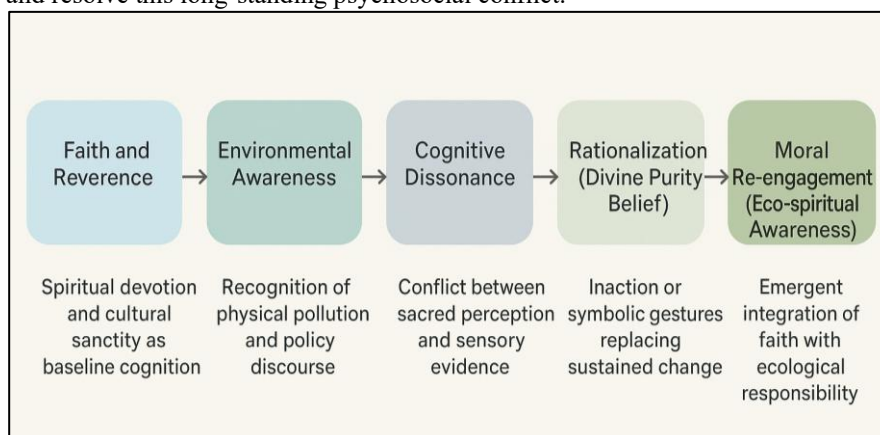 and resolve this long-standing psychosocial conflict.
Faith and
Reverence
→
Environmental
Awareness
→
Cognitive
Dissonance
→
Rationalization
(Divine Purity
Belief)
→
Moral
Re-engagement
(Eco-spiritual
Awareness)
Spiritual devotion
and cultural
sanctity as
baseline cognition
Recognition of
physical pollution
and policy
discourse
Conflict between
sacred perception
and sensory
evidence
Inaction or
symbolic gestures
replacing
sustained change
Emergent
integration of
faith with
ecological
responsibility